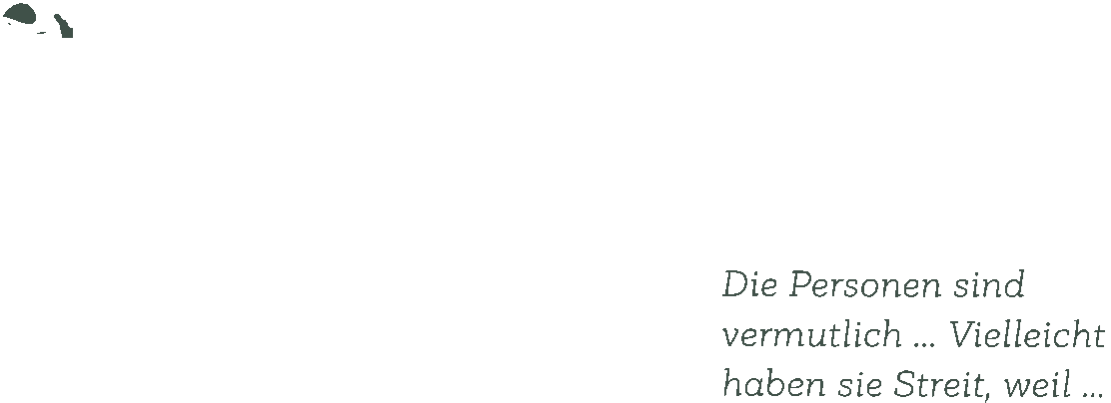 Die Personen sind
vermutlich ... Vielleicht
haben sie Streit, weil ...